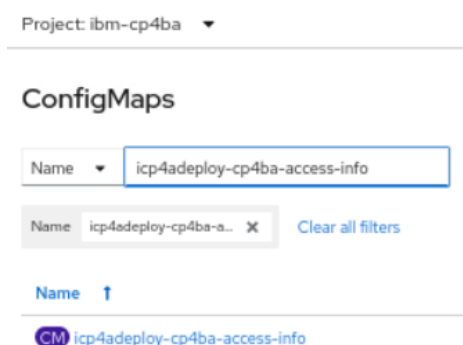 Project: ibm-cp4ba
ConfigMaps
Name icp4adeploy-cp4ba-access-info
Name icp4adeploy-cp4ba-a... Clear all filters
Name
CM icp4adeploy-cp4ba-access-info